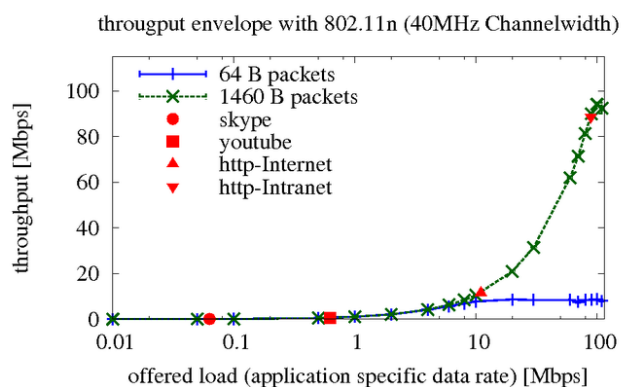 througput envelope with 802.11n (40MHz Channelwidth)
64 B packets
1460 B packets
skype
youtube
http-Internet
http-Intranet
throughput [Mbps]
100
80
60
40
20
0
0.01 0.1 1 10 100
offered load (application specific data rate) [Mbps]